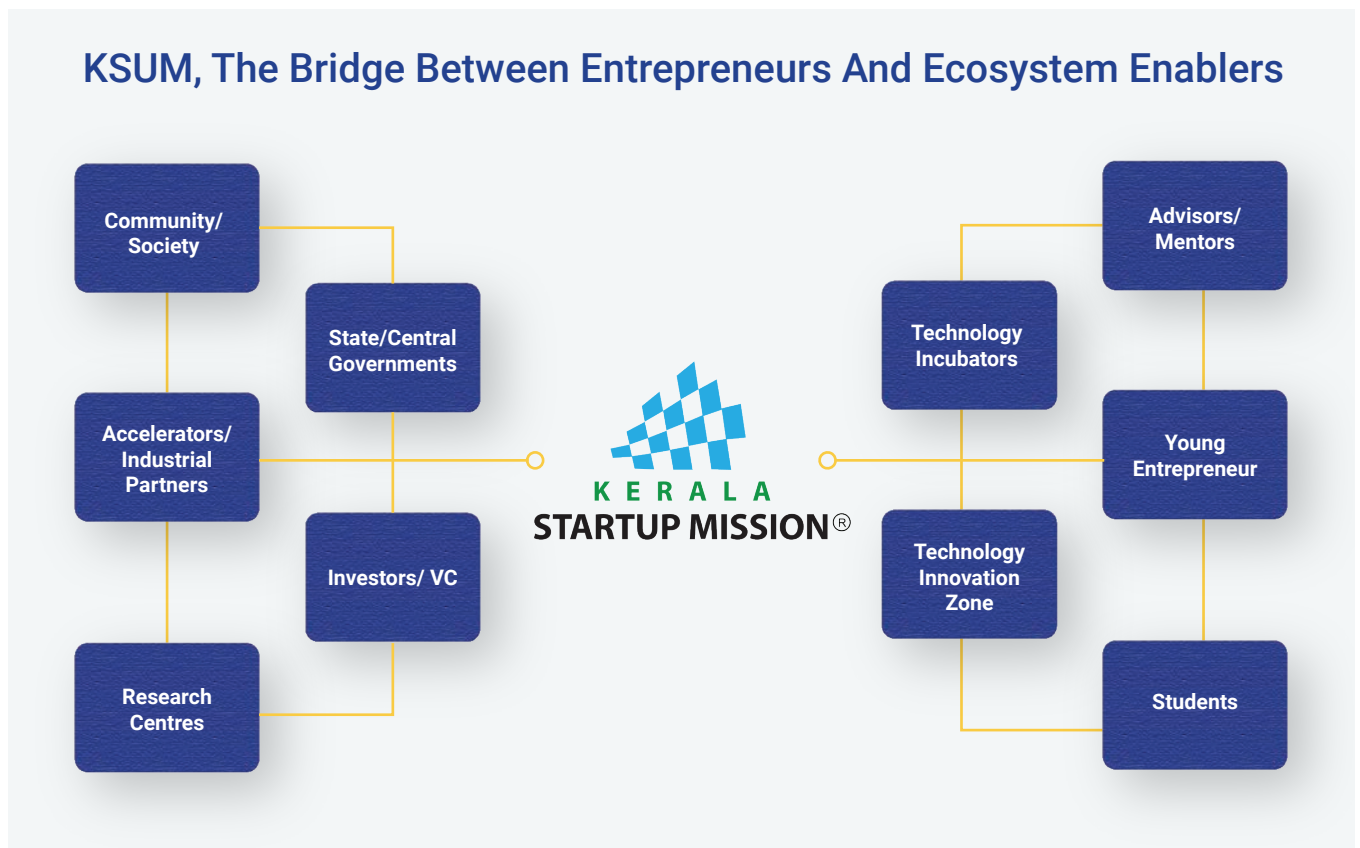 KSUM, The Bridge Between Entrepreneurs And Ecosystem Enablers
Community/
Society
State/Central
Governments
Accelerators/
Industrial
Partners
Investors/ VC
Research
Centres
KERALA
STARTUP MISSION®
Advisors/
Mentors
Technology
Incubators
Young
Entrepreneur
Technology
Innovation
Zone
Students